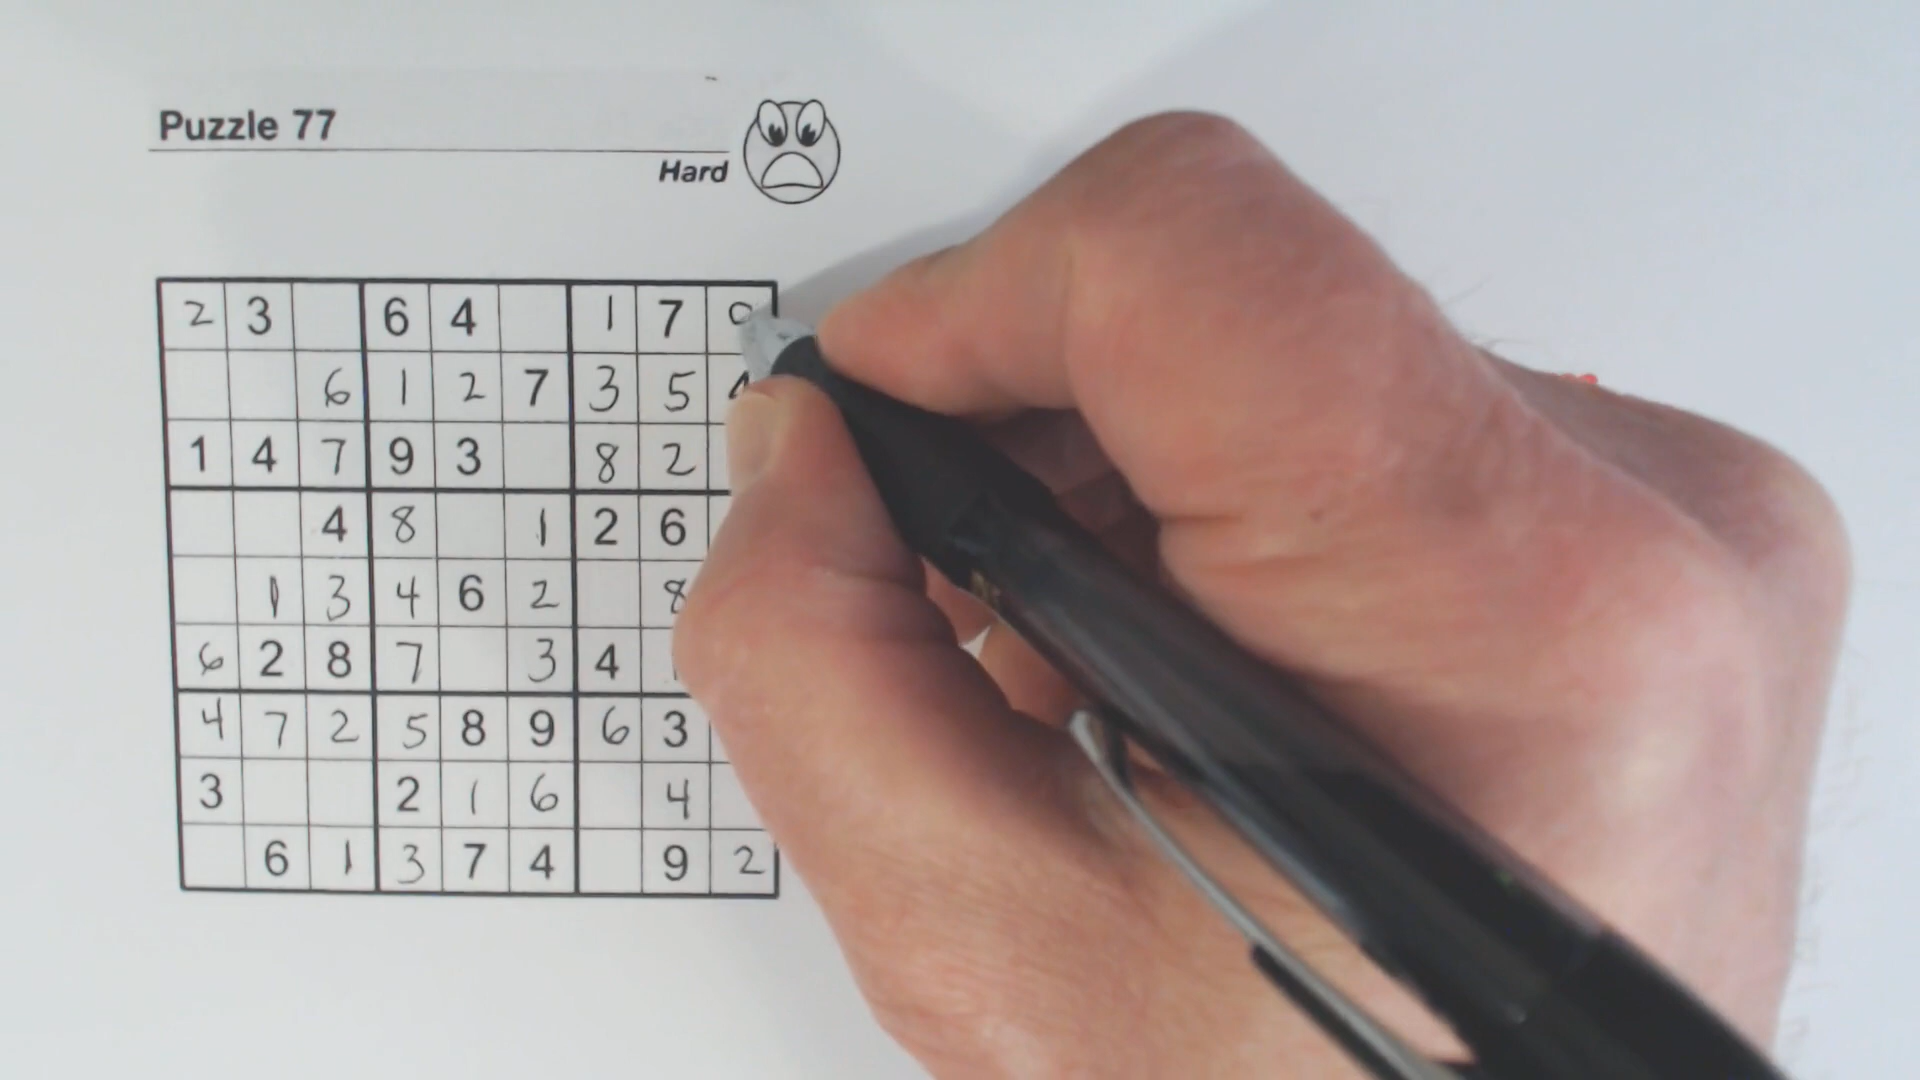 Puzzle 77
Hard
2 3 6 4 1 7
6 1 2 7 3 5
1 4 7 9 3 8 2
4 8 1 2 6
1 3 4 6 2 8
6 2 8 7 3 4
4 7 2 5 8 9 6 3
3 2 1 6 4
6 1 3 7 4 9 2